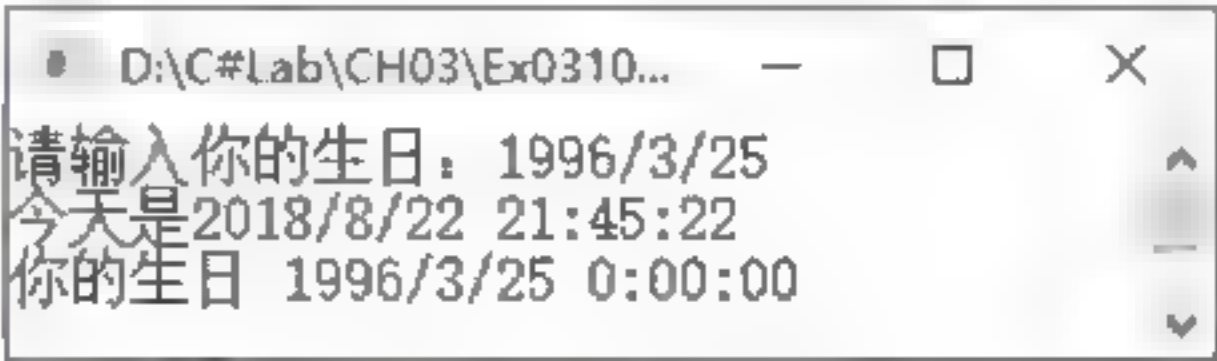 D:\C#Lab\CH03\Ex0310...
请输入你的生日：1996/3/25
今天是2018/8/22 21:45:22
你的生日 1996/3/25 0:00:00